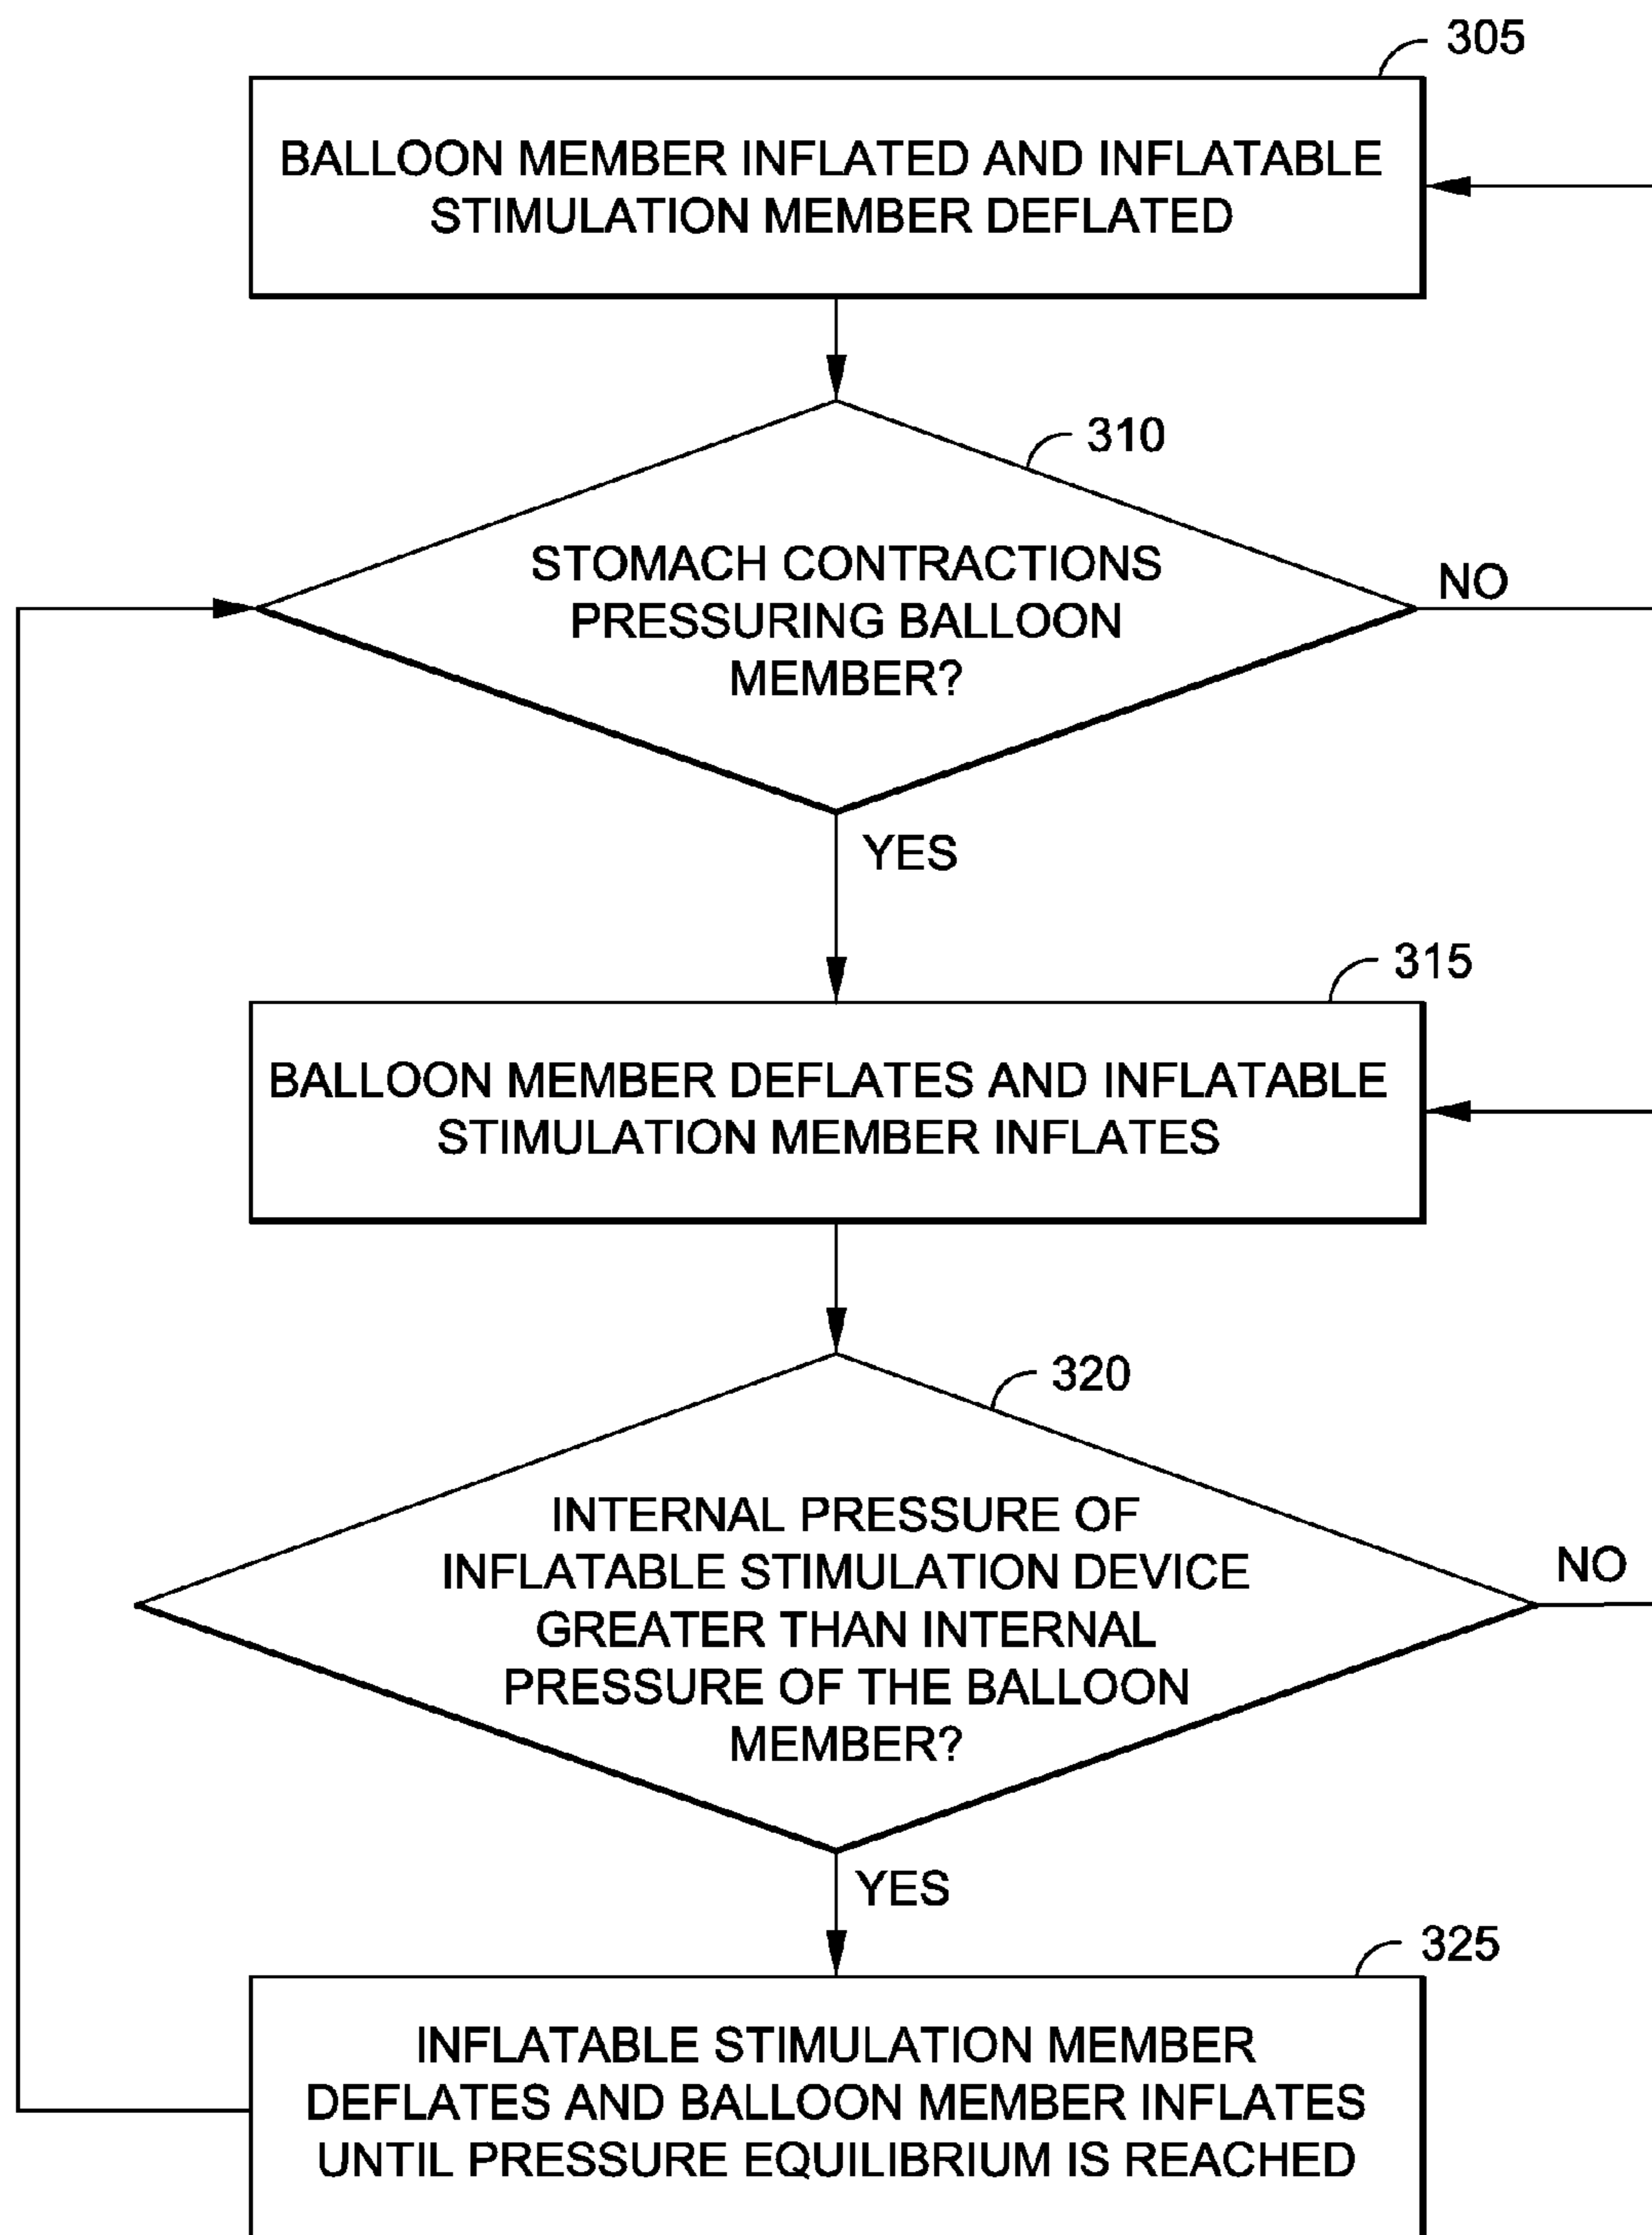 305
BALLOON MEMBER INFLATED AND INFLATABLE
STIMULATION MEMBER DEFLATED
310
STOMACH CONTRACTIONS
PRESSURING BALLOON
MEMBER?
NO
YES
315
BALLOON MEMBER DEFLATES AND INFLATABLE
STIMULATION MEMBER INFLATES
320
INTERNAL PRESSURE OF
INFLATABLE STIMULATION DEVICE
GREATER THAN INTERNAL
PRESSURE OF THE BALLOON
MEMBER?
NO
YES
325
INFLATABLE STIMULATION MEMBER
DEFLATES AND BALLOON MEMBER INFLATES
UNTIL PRESSURE EQUILIBRIUM IS REACHED